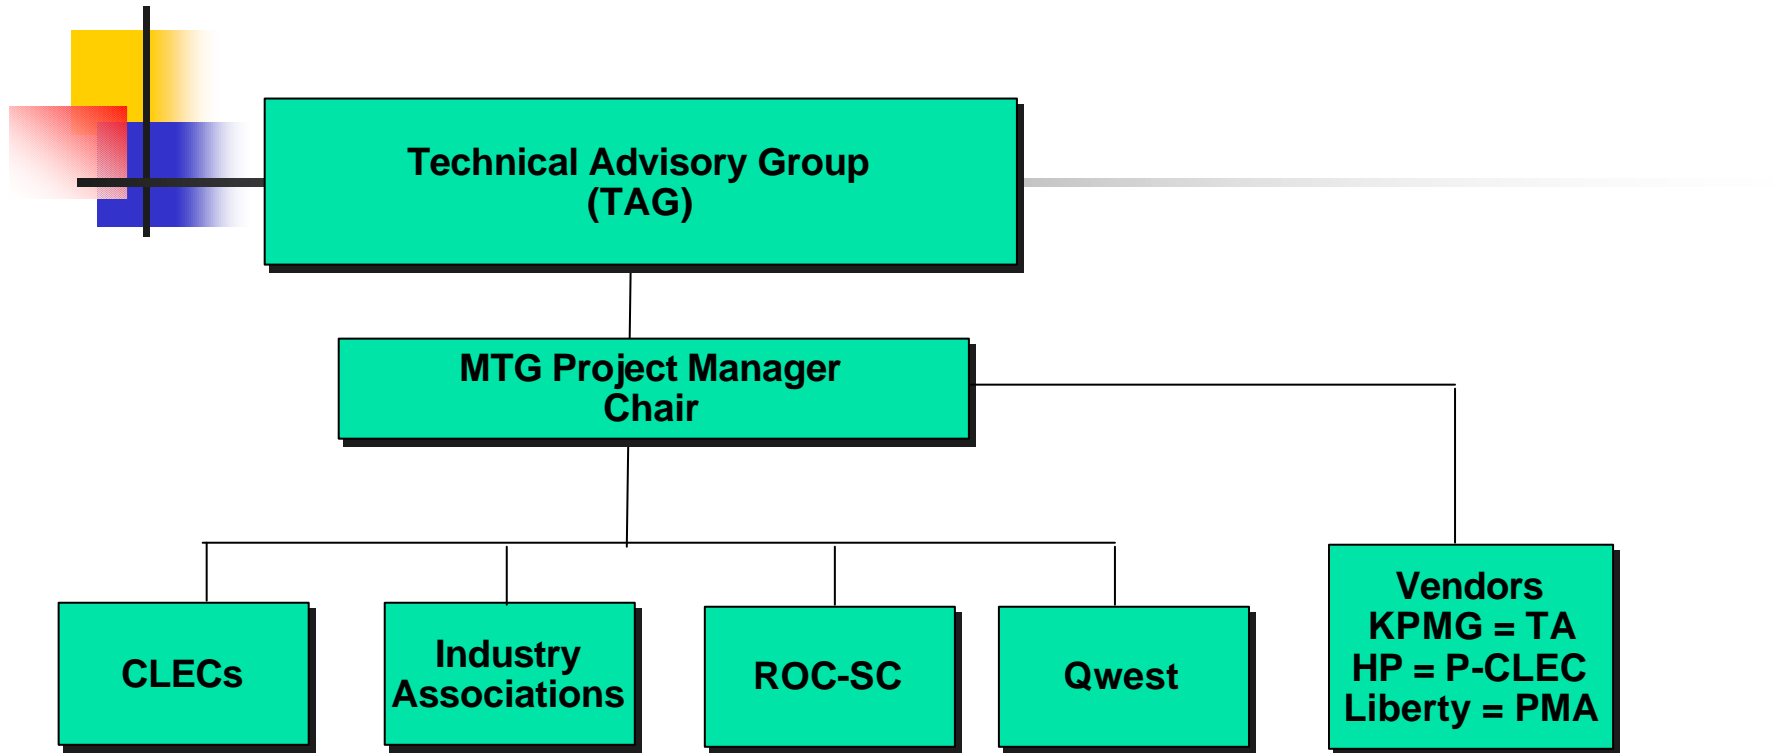 Technical Advisory Group
(TAG)
MTG Project Manager
Chair
CLECs
Industry
Associations
ROC-SC
Qwest
Vendors
KPMG = TA
HP = P-CLEC
Liberty = PMA